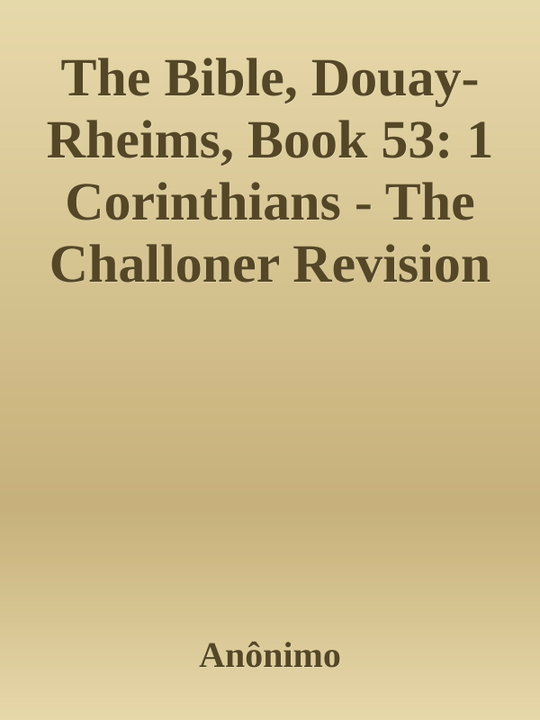 The Bible, Douay-
Rheims, Book 53: 1
Corinthians - The
Challoner Revision
Anônimo